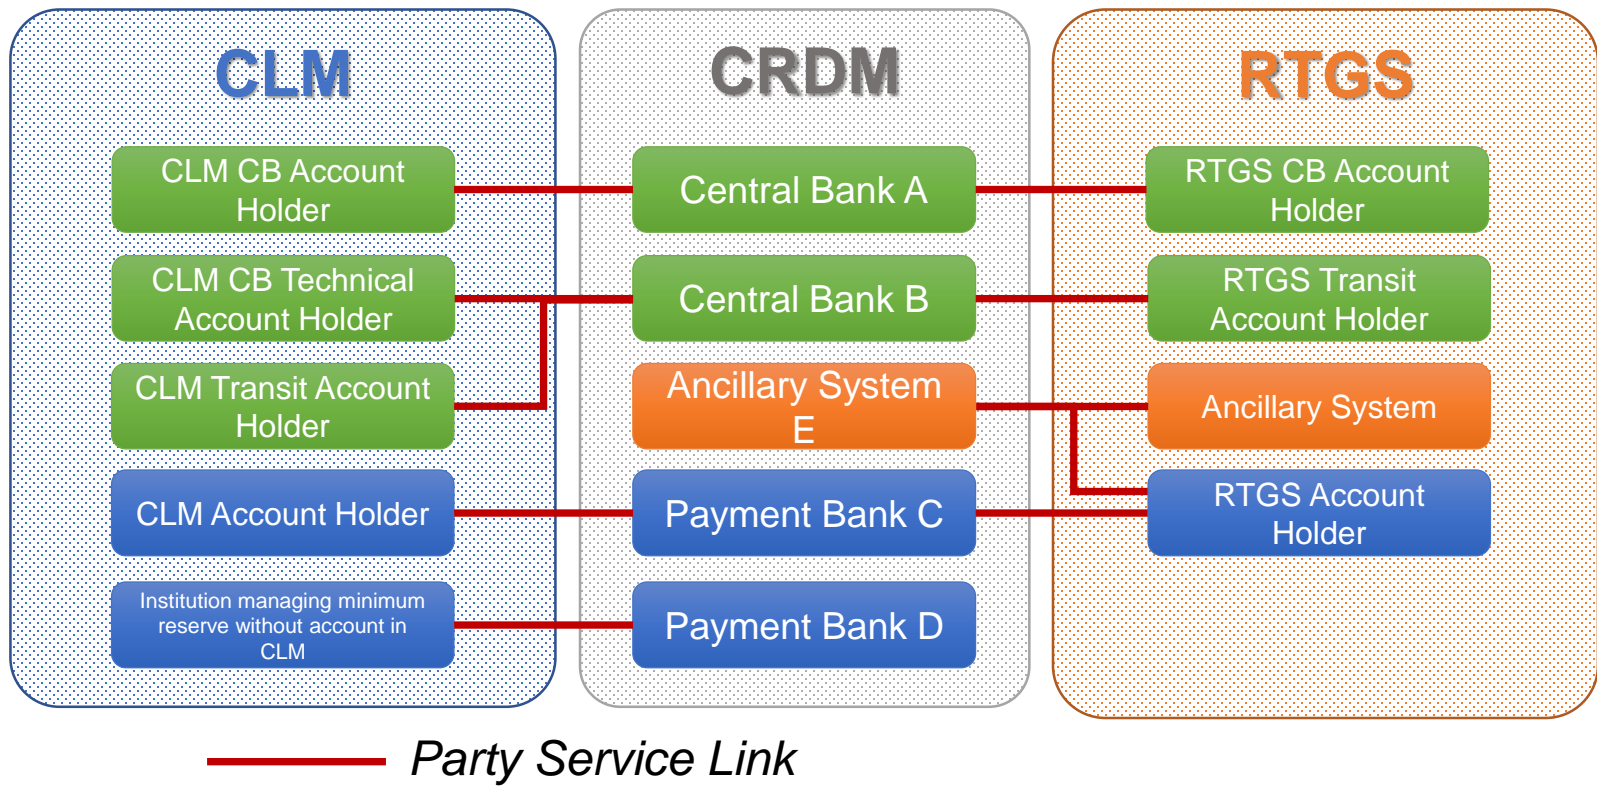 CLM
CLM CB Account
Holder
CLM CB Technical
Account Holder
CLM Transit Account
Holder
CLM Account Holder
Institution managing minimum
reserve without account in
CLM
CRDM
Central Bank A
Central Bank B
Ancillary System
E
Payment Bank C
Payment Bank D
RTGS
RTGS CB Account
Holder
RTGS Transit
Account Holder
Ancillary System
RTGS Account
Holder
Party Service Link